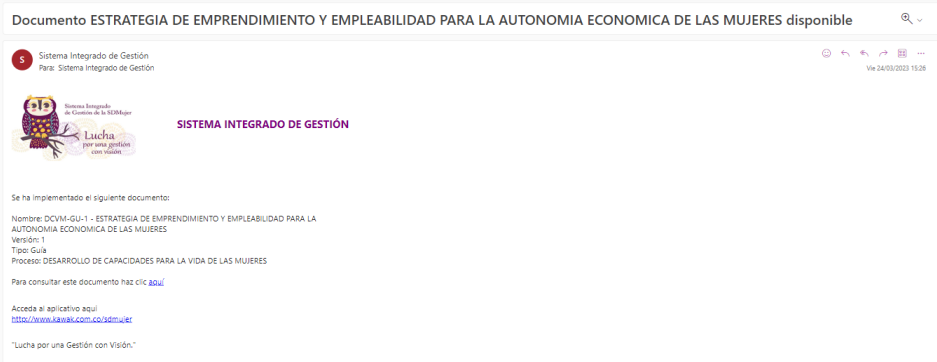 Documento ESTRATEGIA DE EMPRENDIMIENTO Y EMPLEABILIDAD PARA LA AUTONOMIA ECONOMICA DE LAS MUJERES disponible
S
Sistema Integrado de Gestión
Para: Sistema Integrado de Gestión
Vie 24/03/2023 15:26
Sistema Integrado
de Gestión de la SDMujer
Lucha
por una gestión
con visión
SISTEMA INTEGRADO DE GESTIÓN
Se ha implementado el siguiente documento:
Nombre: DCVM-GU-1 - ESTRATEGIA DE EMPRENDIMIENTO Y EMPLEABILIDAD PARA LA
AUTONOMIA ECONOMICA DE LAS MUJERES
Versión: 1
Tipo: Guía
Proceso: DESARROLLO DE CAPACIDADES PARA LA VIDA DE LAS MUJERES
Para consultar este documento haz clic aquí
Acceda al aplicativo aquí
http://www.kawak.com.co/sdmujer
"Lucha por una Gestión con Visión."